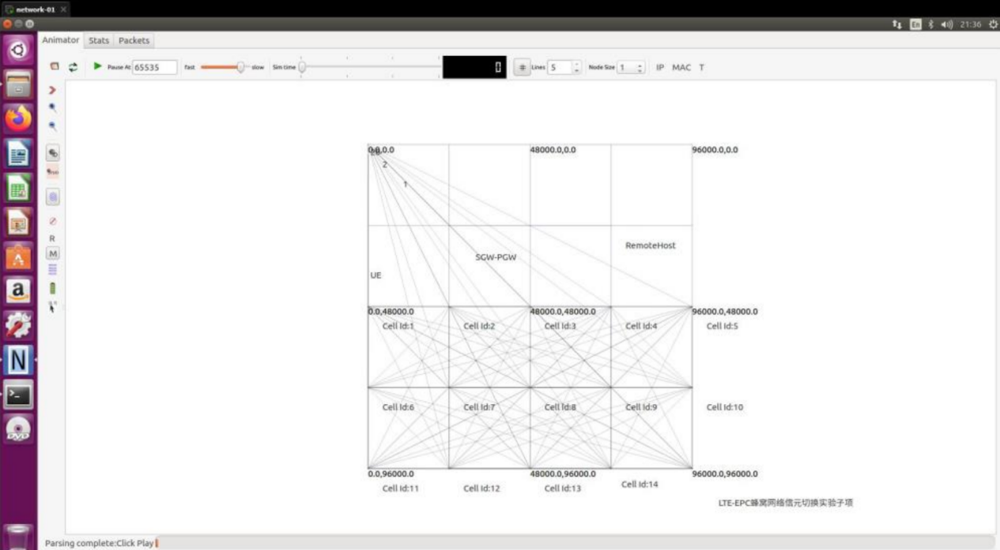 network-01
En
21:36
Animator Stats Packets
Pause At 65535 fast slow Sim time 0 Lines 5 Node Size 1 IP MAC T
R
M
0.0,0.0 48000.0,0.0 96000.0,0.0
2
1
RemoteHost
SGW-PGW
UE
0.0,48000.0 48000.0,48000.0 96000.0,48000.0
Cell Id:1 Cell Id:2 Cell Id:3 Cell Id:4 Cell Id:5
Cell Id:6 Cell Id:7 Cell Id:8 Cell Id:9 Cell Id:10
0.0,96000.0 48000.0,96000.0 96000.0,96000.0
Cell Id:11 Cell Id:12 Cell Id:13 Cell Id:14
LTE-EPC蜂窝网络信元切换实验子项
Parsing complete:Click Play